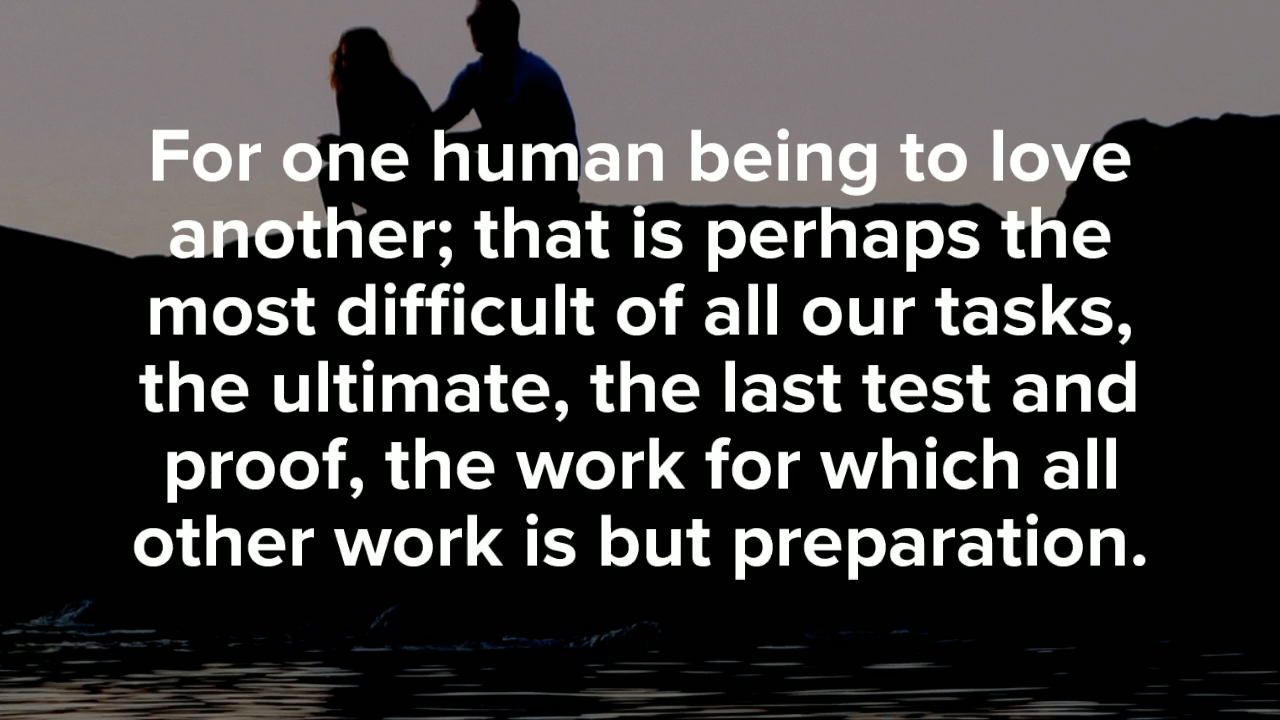 For one human being to love
another; that is perhaps the
most difficult of all our tasks,
the ultimate, the last test and
proof, the work for which all
other work is but preparation.